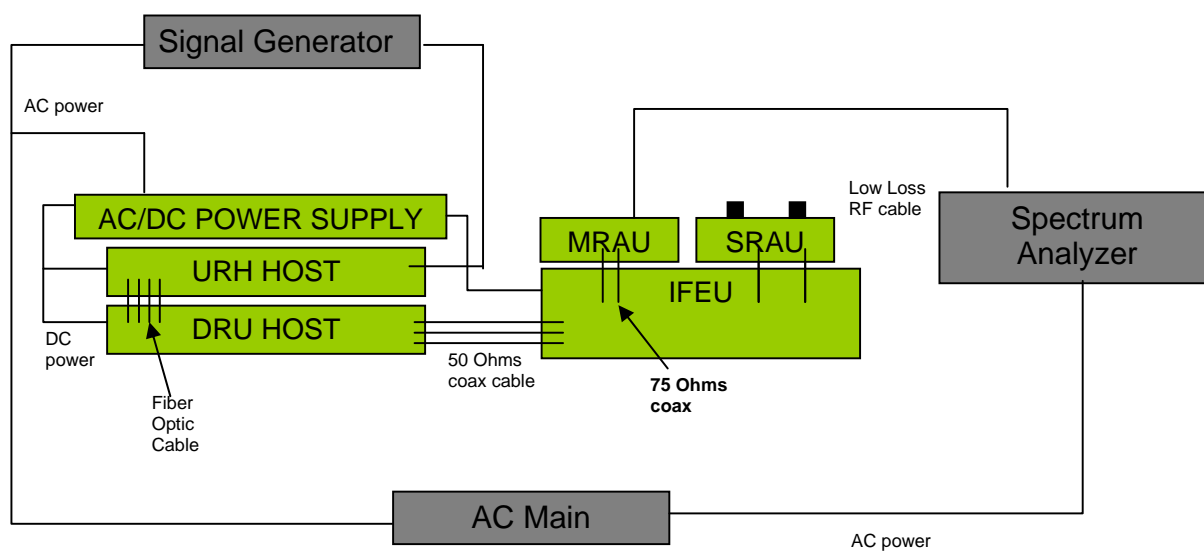 Signal Generator
AC power
AC/DC POWER SUPPLY
URH HOST
DRU HOST
DC
power
Fiber
Optic
Cable
50 Ohms
coax cable
MRAU
SRAU
IFEU
75 Ohms
coax
Low Loss
RF cable
Spectrum
Analyzer
AC Main
AC power